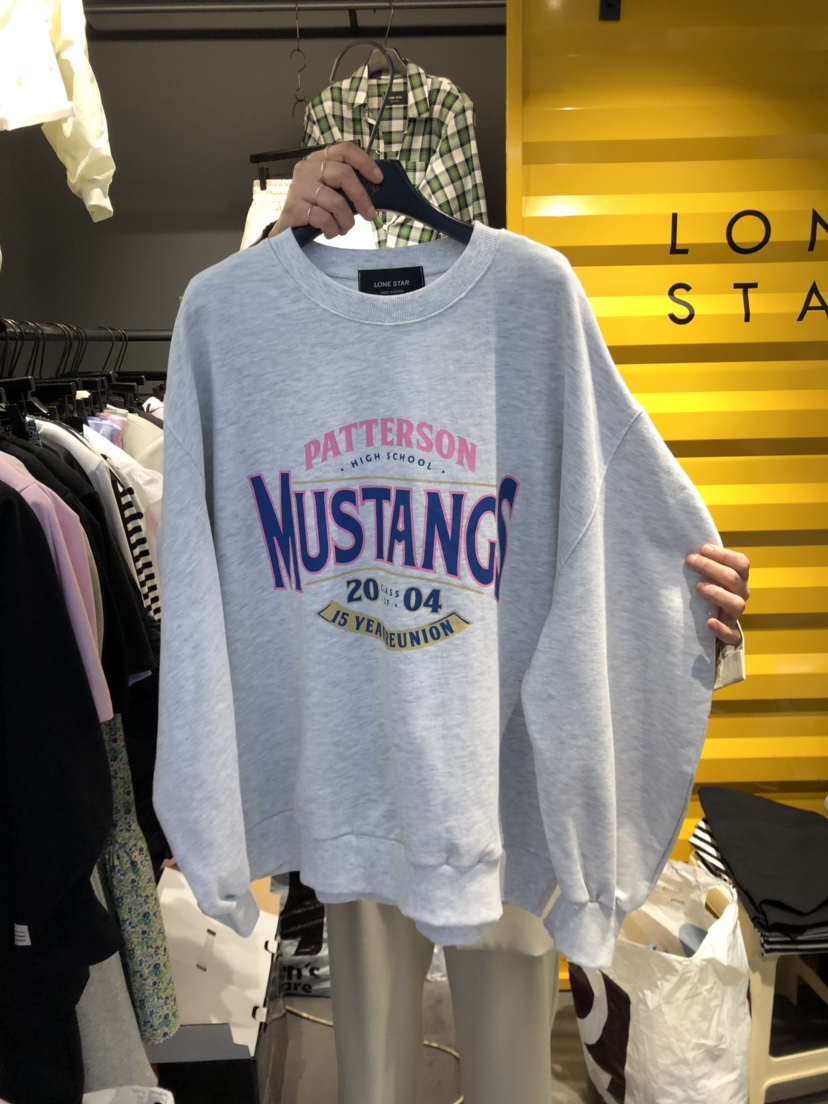 LONE STAR
LON
STA
PATTERSON
· HIGH SCHOOL ·
MUSTANGS
20 CLASS OF 04
15 YEAR REUNION